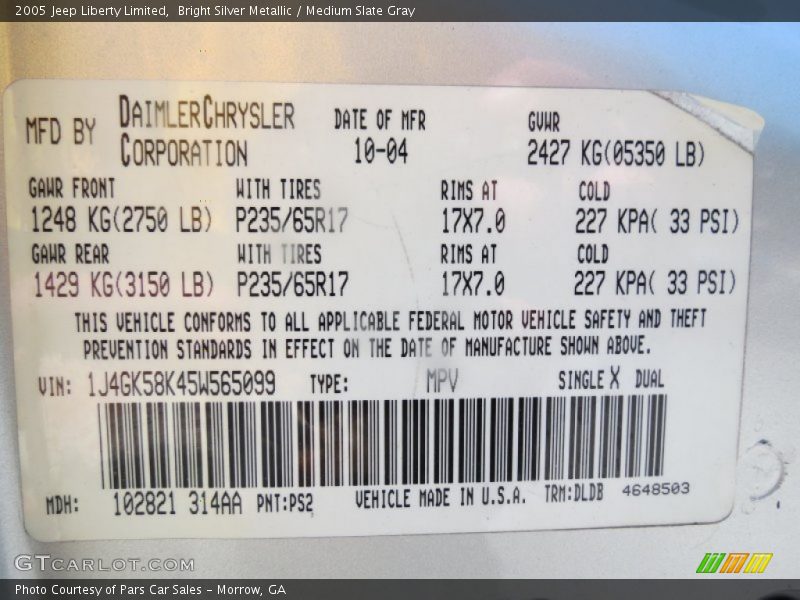 2005 Jeep Liberty Limited,  Bright Silver Metallic / Medium Slate Gray
MFD BY DAIMLERCHRYSLER CORPORATION DATE OF MFR 10-04 GVWR 2427 KG(05350 LB)
GAWR FRONT WITH TIRES RIMS AT COLD
1248 KG(2750 LB) P235/65R17 17X7.0 227 KPA( 33 PSI)
GAWR REAR WITH TIRES RIMS AT COLD
1429 KG(3150 LB) P235/65R17 17X7.0 227 KPA( 33 PSI)
THIS VEHICLE CONFORMS TO ALL APPLICABLE FEDERAL MOTOR VEHICLE SAFETY AND THEFT
PREVENTION STANDARDS IN EFFECT ON THE DATE OF MANUFACTURE SHOWN ABOVE.
VIN: 1J4GK58K45W565099 TYPE: MPV SINGLE X DUAL
MDH: 102821 314AA PNT:PS2 VEHICLE MADE IN U.S.A. TRM:DLDB 4648503
GTCARLOT.COM
Photo Courtesy of Pars Car Sales - Morrow, GA